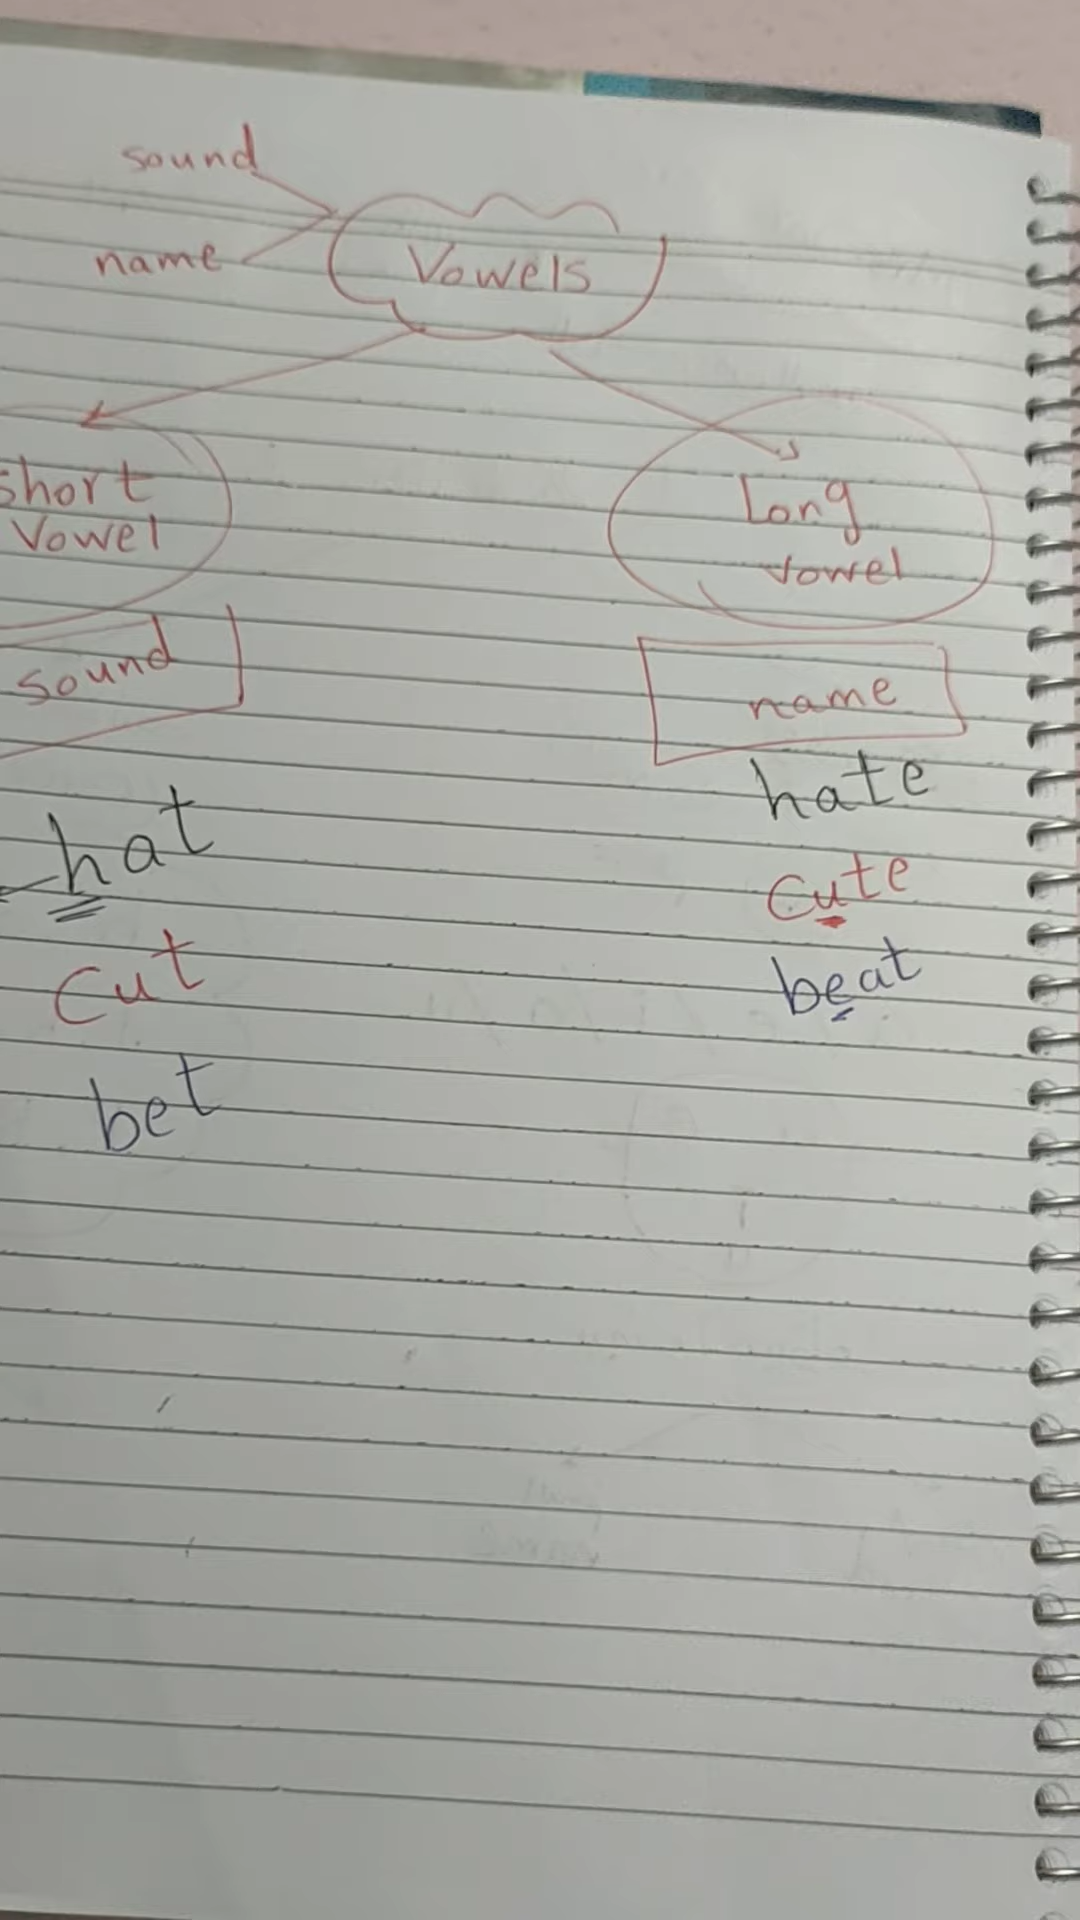 sound
name
Vowels
short
Vowel
Long
vowel
sound
name
hat
hate
cut
cute
bet
beat